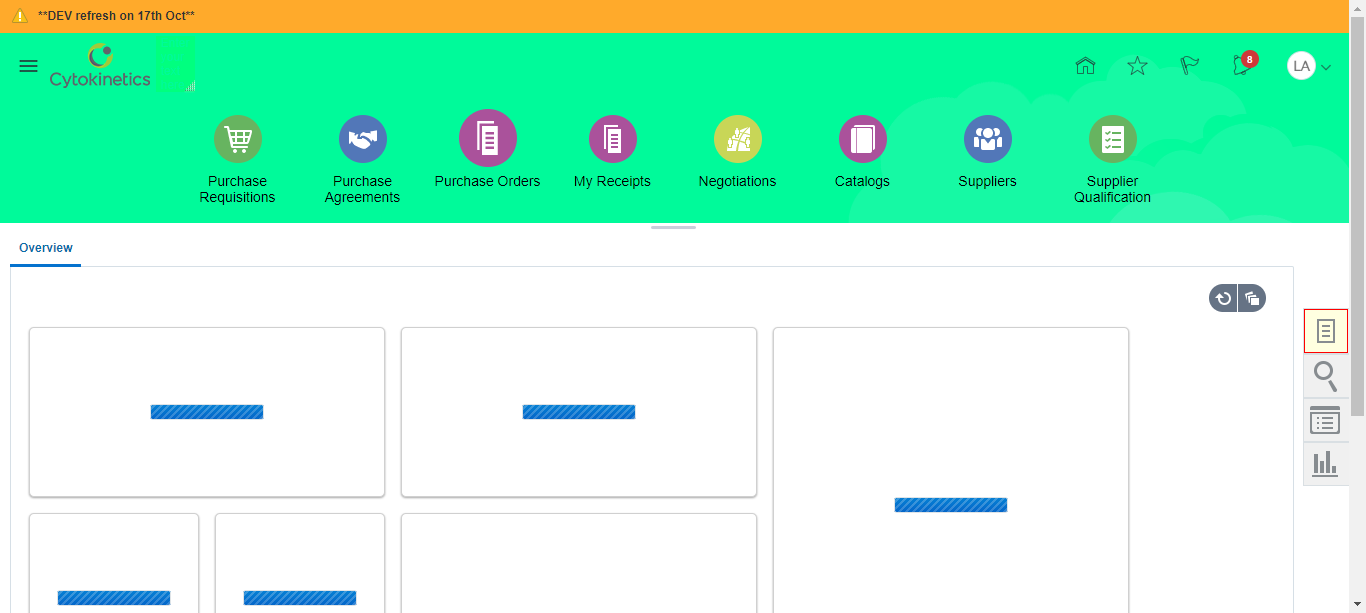 **DEV refresh on 17th Oct**
Cytokinetics
8
LA
Purchase
Requisitions
Purchase
Agreements
Purchase Orders
My Receipts
Negotiations
Catalogs
Suppliers
Supplier
Qualification
Overview